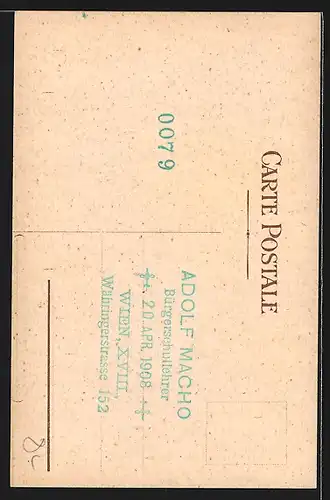 CARTE POSTALE
0079
ADOLF MACHO
Bürgerschullehrer
20 APR. 1908
WIEN, XVIII.,
Währingerstrasse 152